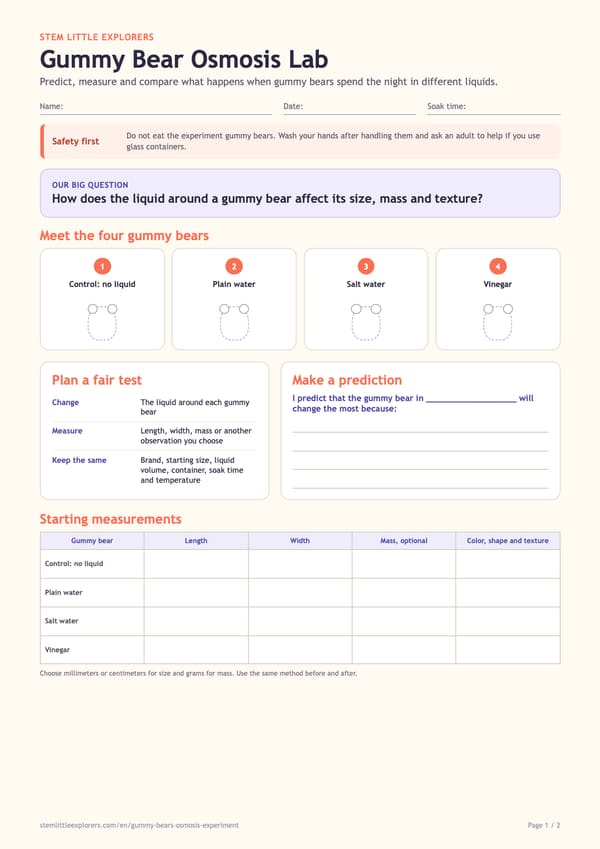 STEM LITTLE EXPLORERS
Gummy Bear Osmosis Lab
Predict, measure and compare what happens when gummy bears spend the night in different liquids.
Name:
Date:
Soak time:
Safety first
Do not eat the experiment gummy bears. Wash your hands after handling them and ask an adult to help if you use
glass containers.
OUR BIG QUESTION
How does the liquid around a gummy bear affect its size, mass and texture?
Meet the four gummy bears
1
Control: no liquid
2
Plain water
3
Salt water
4
Vinegar
Plan a fair test
Change
The liquid around each gummy
bear
Measure
Length, width, mass or another
observation you choose
Keep the same
Brand, starting size, liquid
volume, container, soak time
and temperature
Make a prediction
I predict that the gummy bear in ____________________ will
change the most because:
Starting measurements
Gummy bear
Length
Width
Mass, optional
Color, shape and texture
Control: no liquid
Plain water
Salt water
Vinegar
Choose millimeters or centimeters for size and grams for mass. Use the same method before and after.
stemlittleexplorers.com/en/gummy-bears-osmosis-experiment
Page 1 / 2